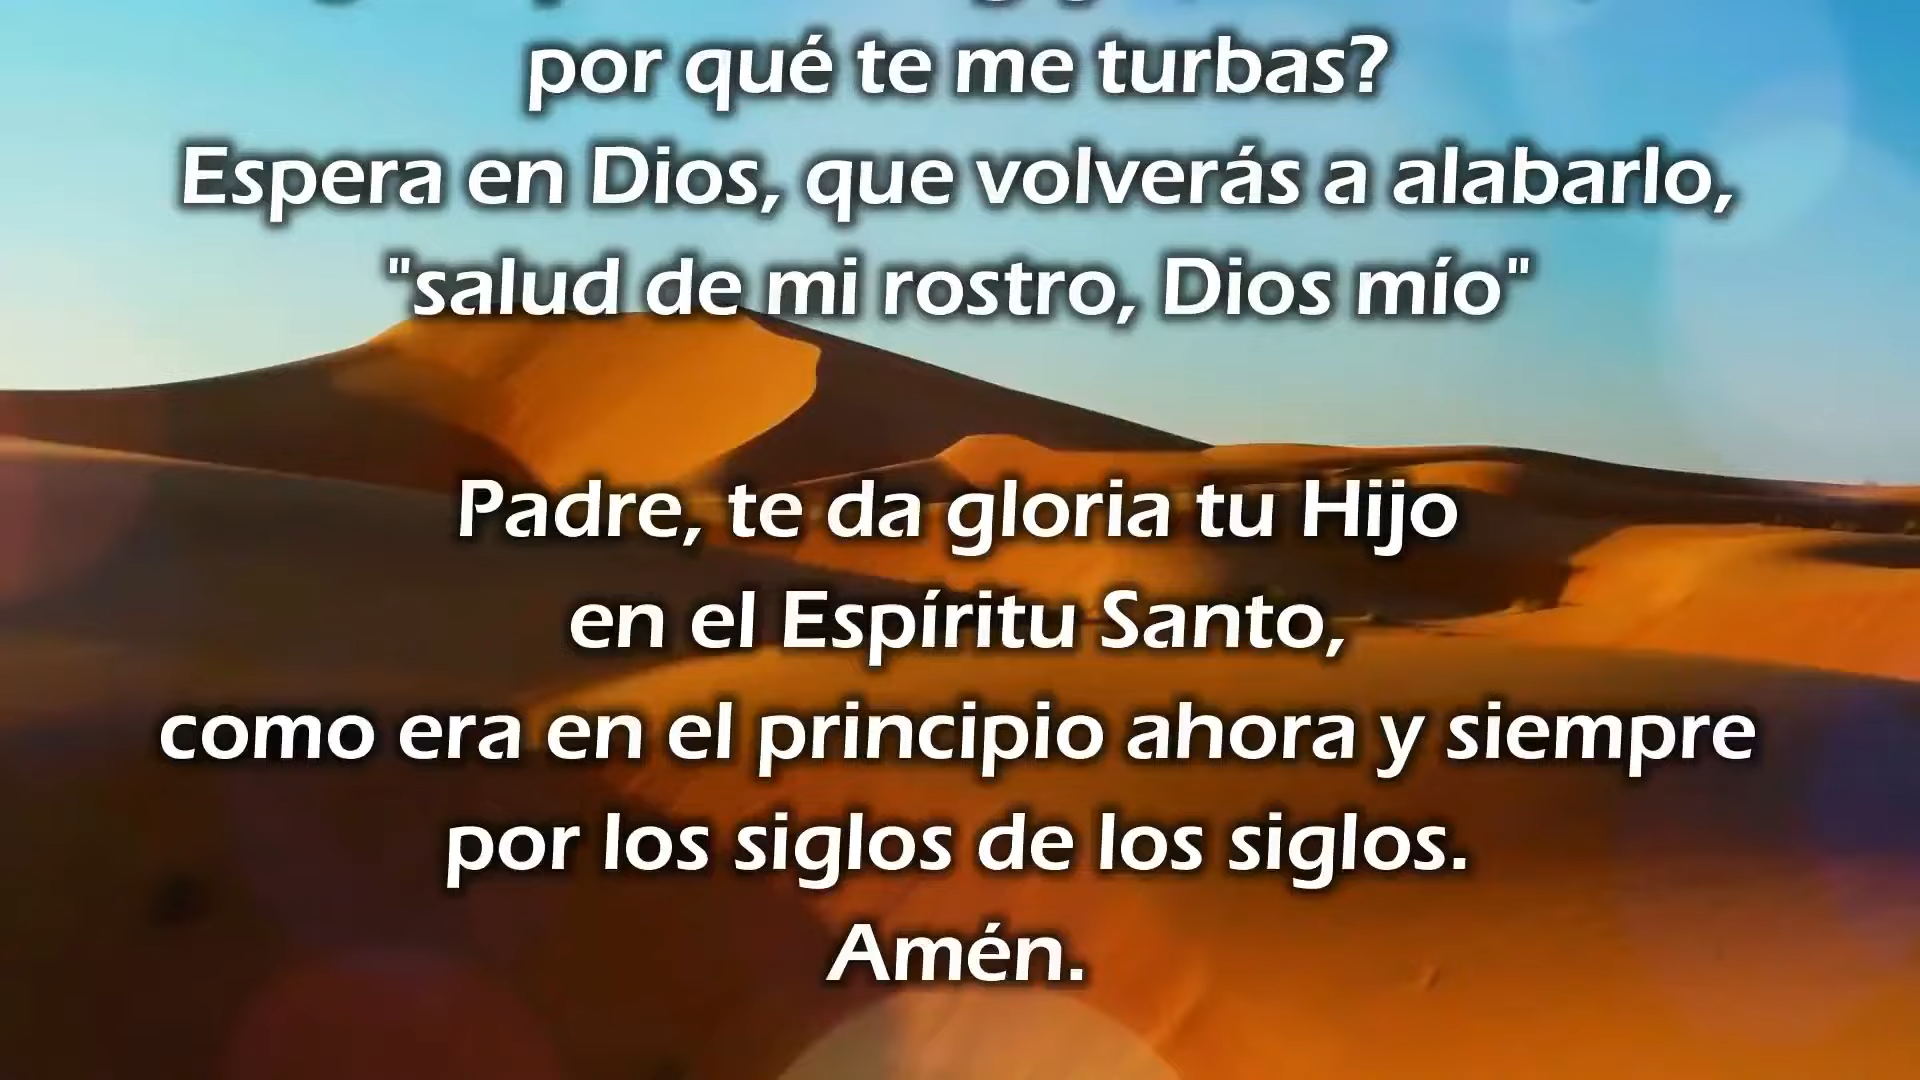 por qué te me turbas?
Espera en Dios, que volverás a alabarlo,
"salud de mi rostro, Dios mío"
Padre, te da gloria tu Hijo
en el Espíritu Santo,
como era en el principio ahora y siempre
por los siglos de los siglos.
Amén.